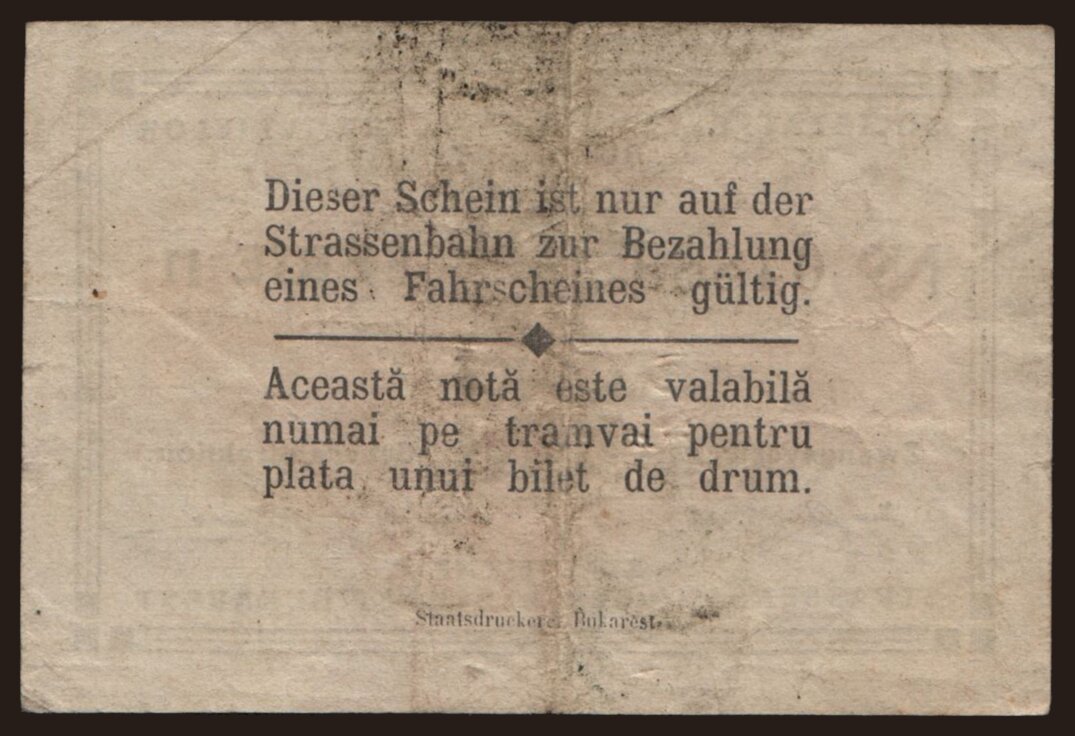 Dieser Schein ist nur auf der
Strassenbahn zur Bezahlung
eines Fahrscheines gültig.
Această notă este valabilă
numai pe tramvai pentru
plata unui bilet de drum.
Staatsdruckerei Bukarest.